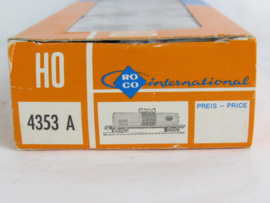 HO
ROCO international
4353 A
PREIS - PRICE